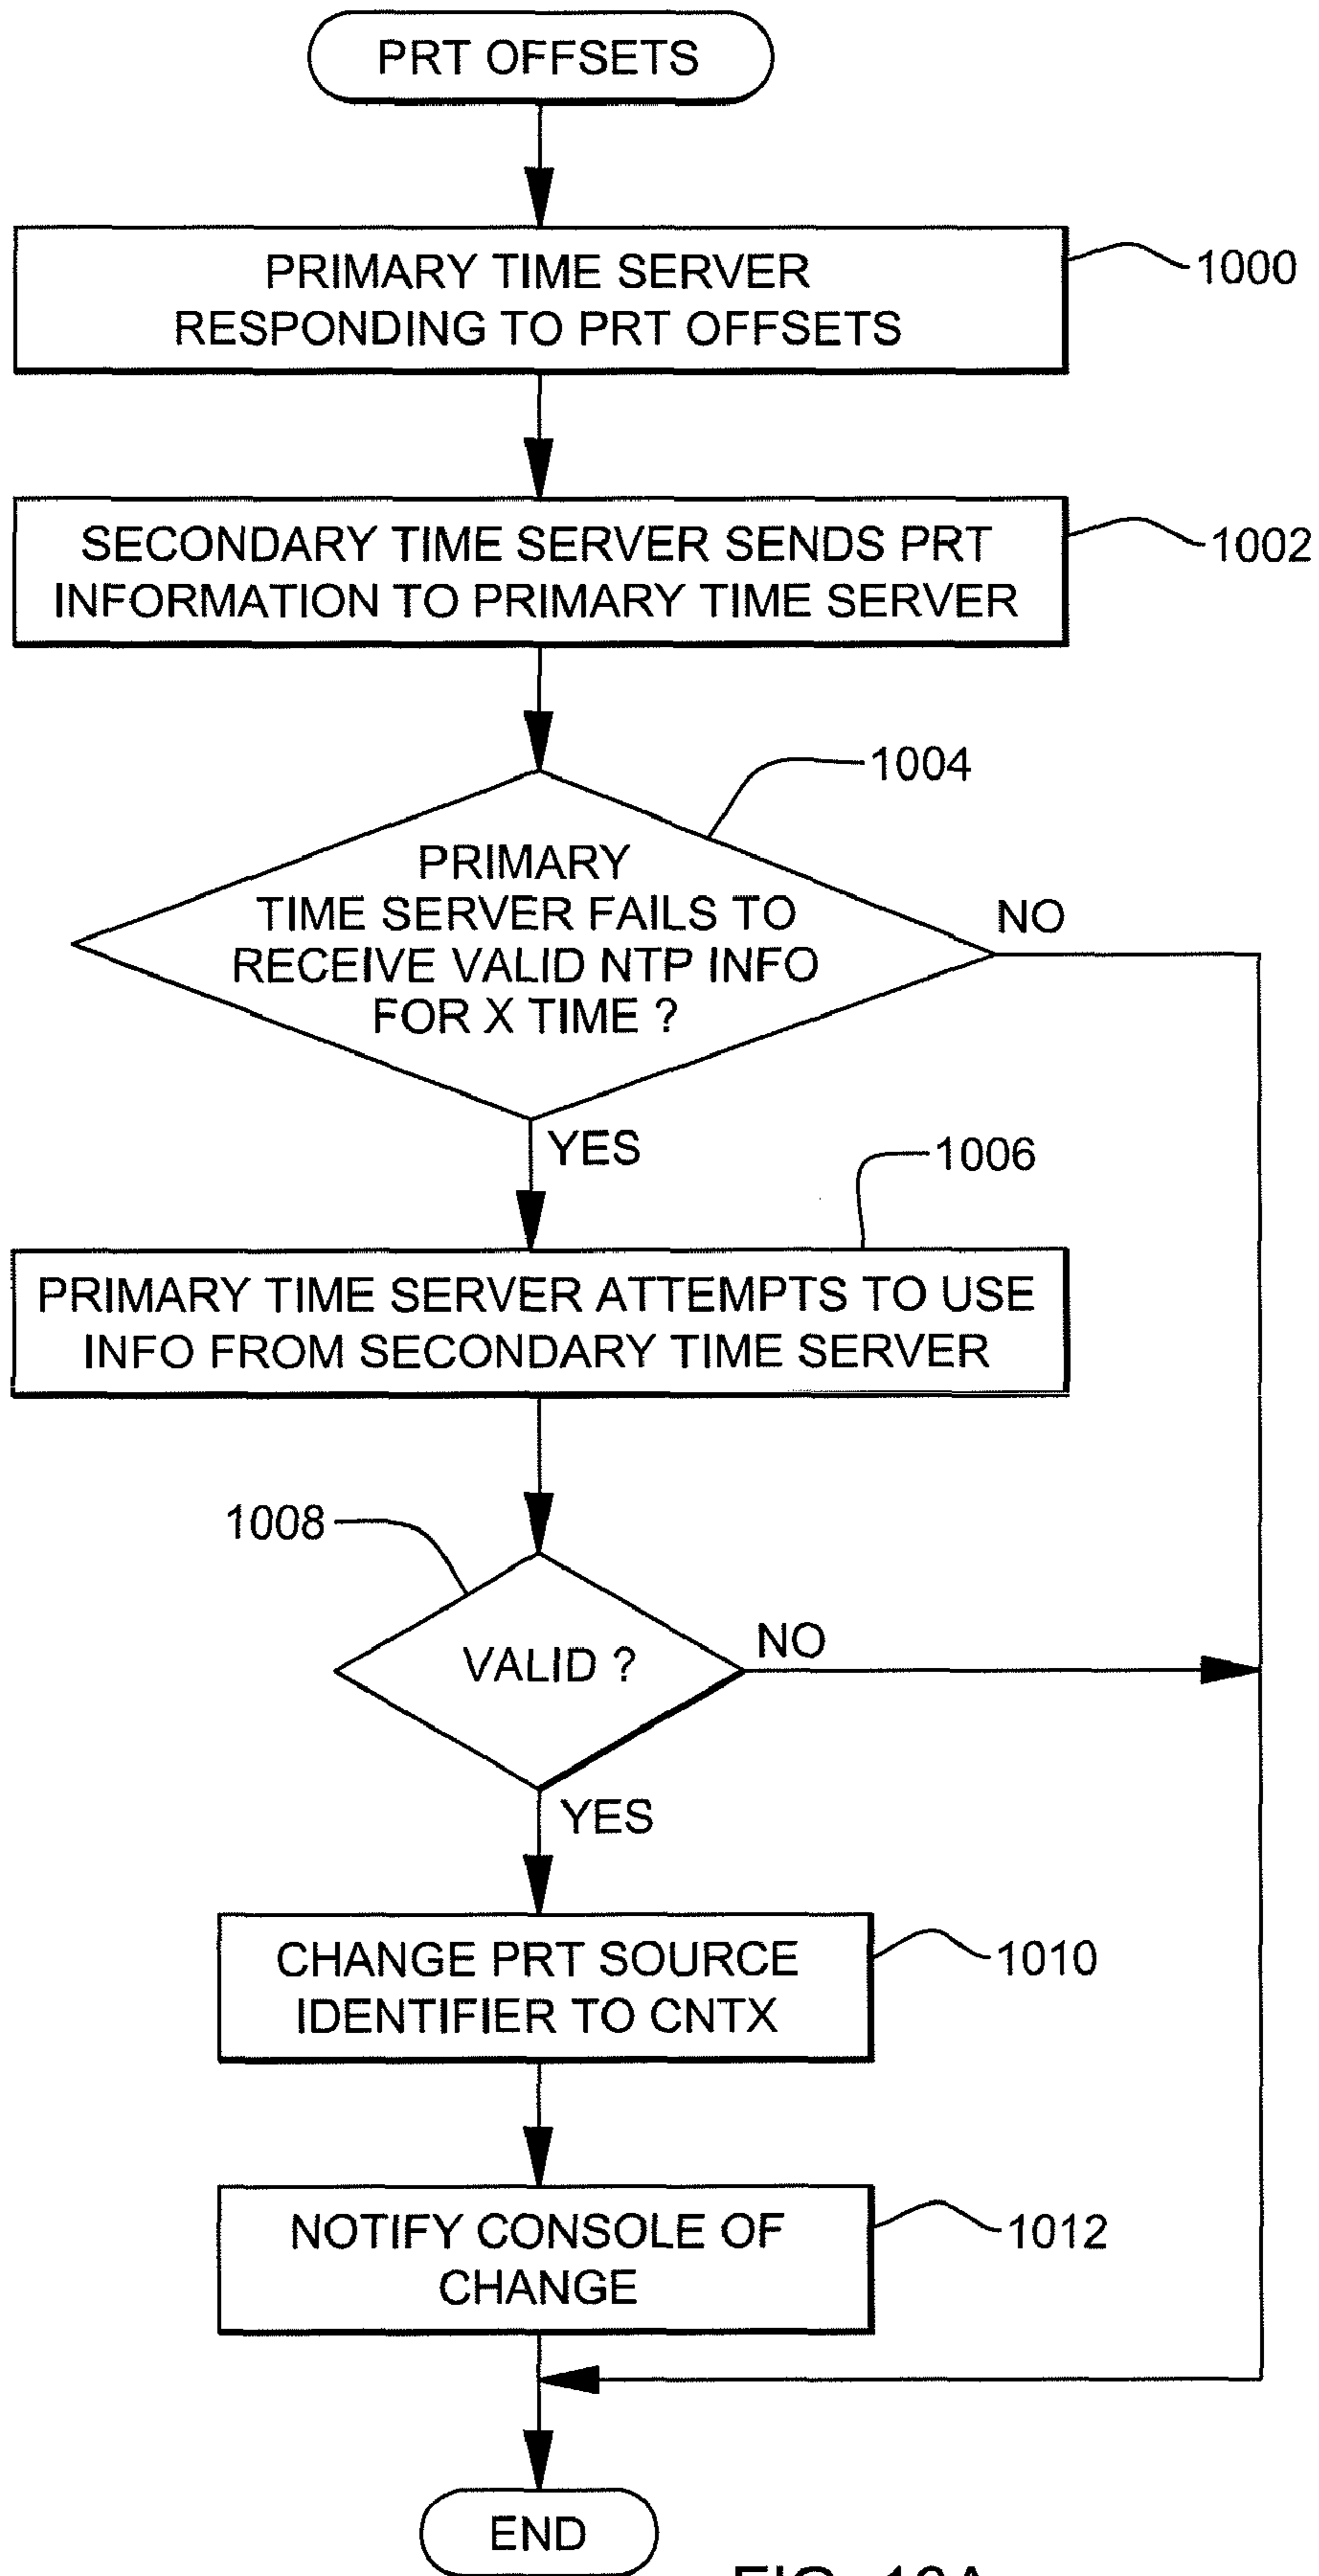 PRT OFFSETS
PRIMARY TIME SERVER
RESPONDING TO PRT OFFSETS
1000
SECONDARY TIME SERVER SENDS PRT
INFORMATION TO PRIMARY TIME SERVER
1002
1004
PRIMARY
TIME SERVER FAILS TO
RECEIVE VALID NTP INFO
FOR X TIME ?
NO
YES
1006
PRIMARY TIME SERVER ATTEMPTS TO USE
INFO FROM SECONDARY TIME SERVER
1008
VALID ?
NO
YES
CHANGE PRT SOURCE
IDENTIFIER TO CNTX
1010
NOTIFY CONSOLE OF
CHANGE
1012
END